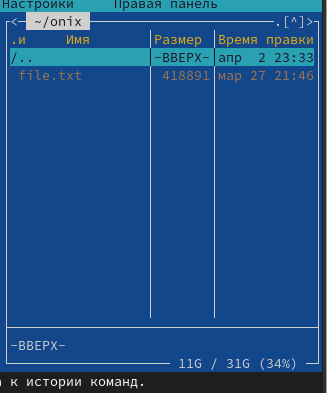 Настройки Правая панель
<─ ~/onix .[^]>
.и Имя Размер Время правки
/.. -ВВЕРХ- апр 2 23:33
file.txt 418891 мар 27 21:46
-ВВЕРХ-
11G / 31G (34%)
к истории команд.